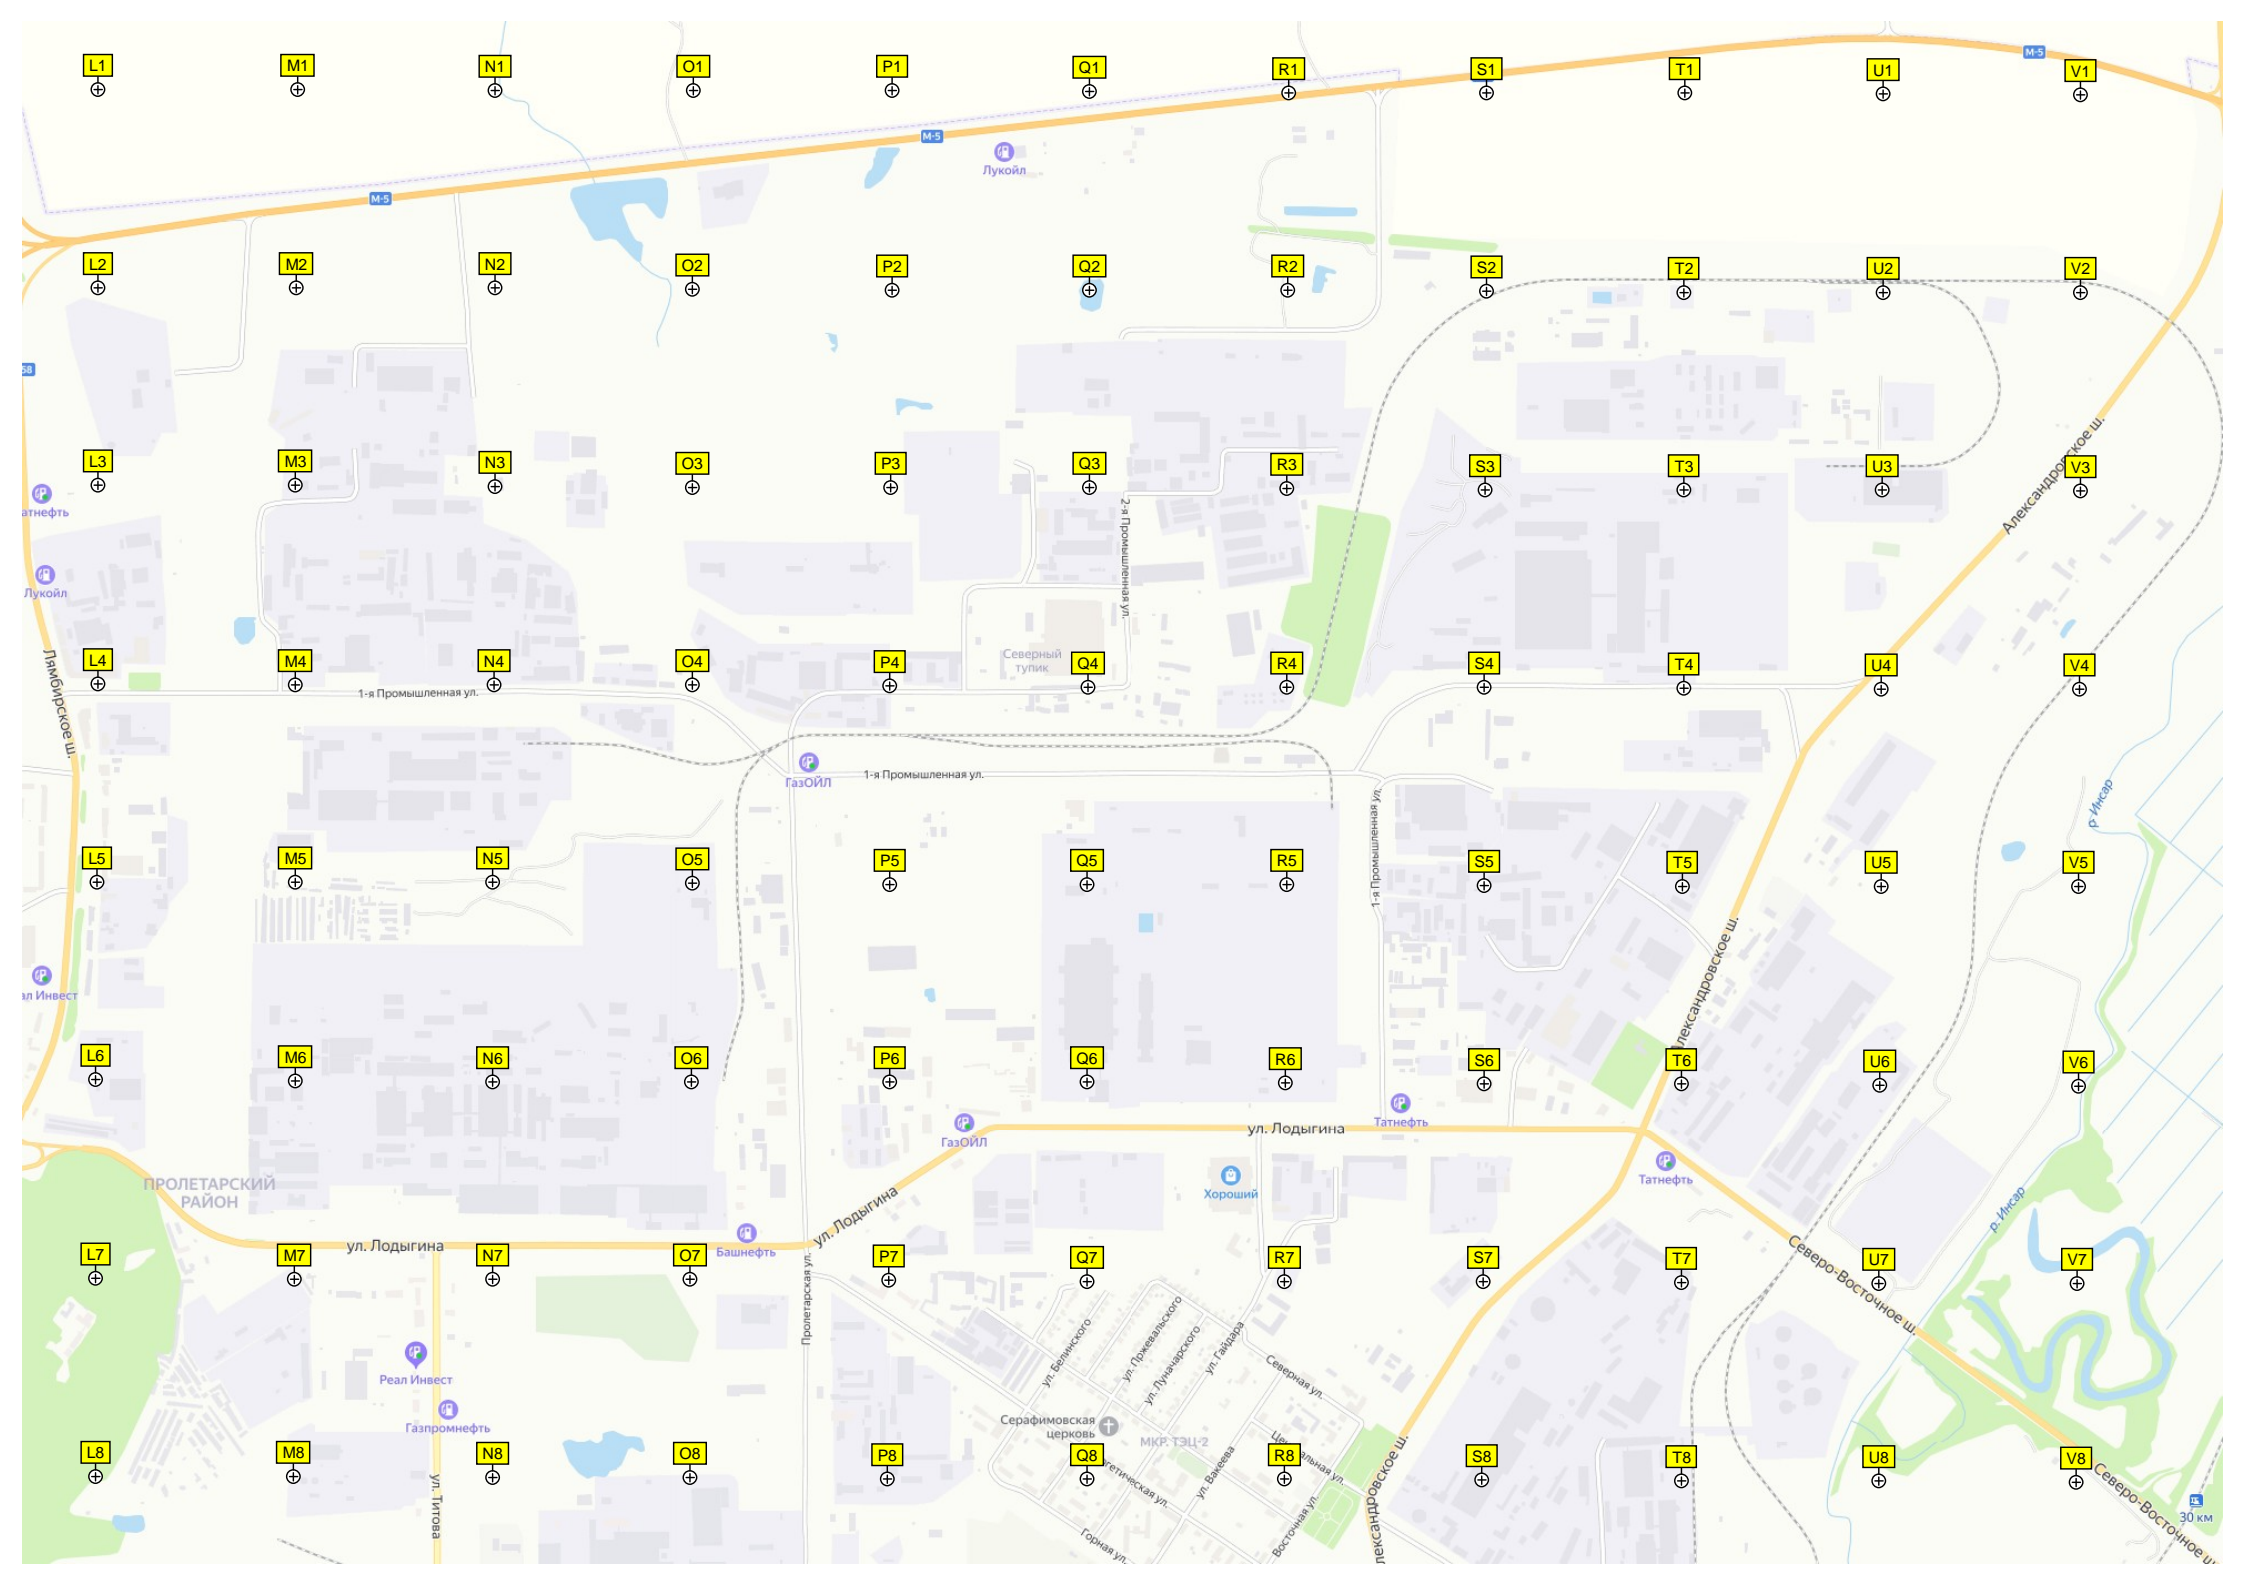 М-5
L1 M1 N1 O1 P1 Q1 R1 S1 T1 U1 V1
М-5
Лукойл
М-5
L2 M2 N2 O2 P2 Q2 R2 S2 T2 U2 V2
58
Александровское ш.
L3 M3 N3 O3 P3 Q3 R3 S3 T3 U3 V3
атнефть
2-я Промышленная ул.
Лукойл
Северный
тупик
L4 M4 N4 O4 P4 Q4 R4 S4 T4 U4 V4
Лямбирское ш.
1-я Промышленная ул.
ГазОЙЛ
1-я Промышленная ул.
1-я Промышленная ул.
р. Инсар
L5 M5 N5 O5 P5 Q5 R5 S5 T5 U5 V5
ал Инвест
Александровское ш.
L6 M6 N6 O6 P6 Q6 R6 S6 T6 U6 V6
Татнефть
ул. Лодыгина
ГазОЙЛ
Татнефть
ПРОЛЕТАРСКИЙ
РАЙОН
Хороший
р. Инсар
ул. Лодыгина
ул. Лодыгина
Башнефть
Северо-Восточное ш.
L7 M7 N7 O7 P7 Q7 R7 S7 T7 U7 V7
Пролетарская ул.
ул. Белинского
ул. Пржевальского
ул. Луначарского
ул. Гайдара
Северная ул.
Реал Инвест
Газпромнефть
Серафимовская
церковь
МКР. ТЭЦ-2
L8 M8 N8 O8 P8 Q8 R8 S8 T8 U8 V8
ул. Титова
ул. Вакеева
Горная ул.
Восточная ул.
лександровское ш.
Северо-Восточное ш.
30 км